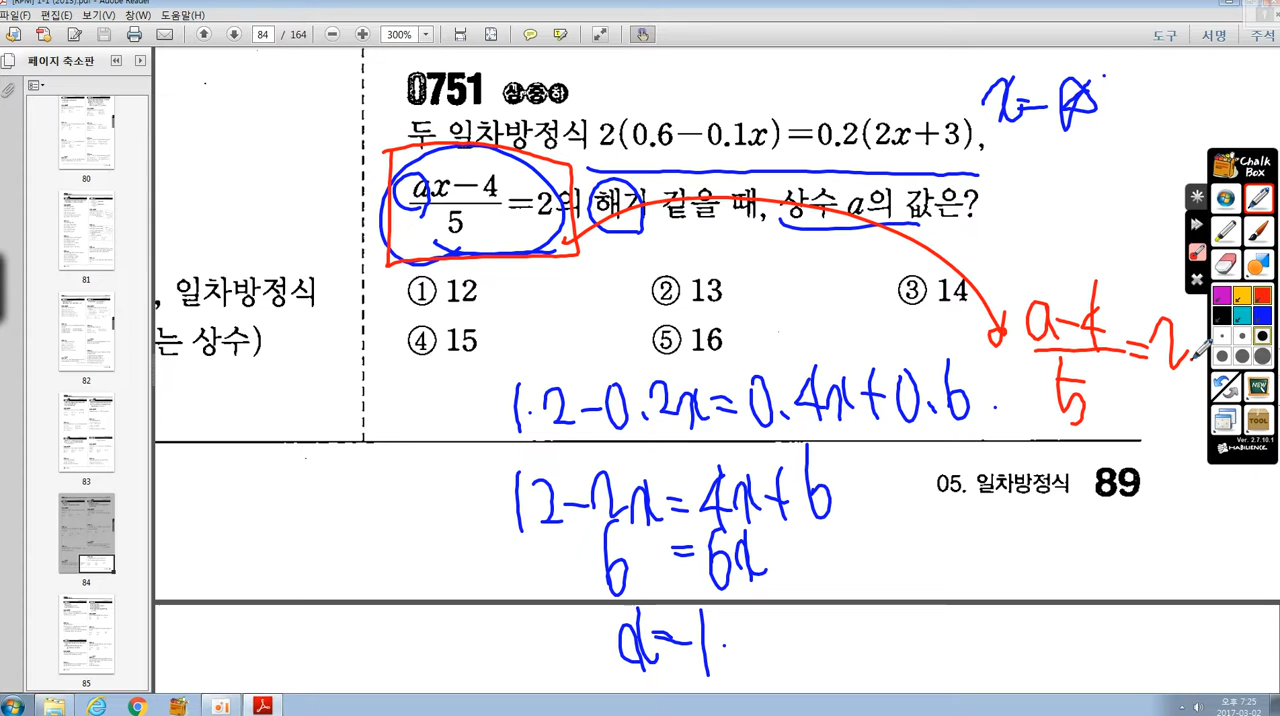 [RPM] 1-1 (2015).pdf - Adobe Reader
파일(F) 편집(E) 보기(V) 창(W) 도움말(H)
84 / 164 300% 도구 서명 주석
페이지 축소판
80
81
82
83
84
85
, 일차방정식
는 상수)
0751 상중하
x=α
두 일차방정식 2(0.6-0.1x)=0.2(2x+3),
(ax-4)/5=2의 해가 같을 때, 상수 a의 값은?
① 12 ② 13 ③ 14
④ 15 ⑤ 16
(a-4)/5=2
1.2-0.2x=0.4x+0.6
12-2x=4x+6
6=6x
x=1.
05. 일차방정식 89
Chalk
Box
TOOL
Ver. 2.7.10.1
HABILIENCE
오후 7:25
2017-03-02